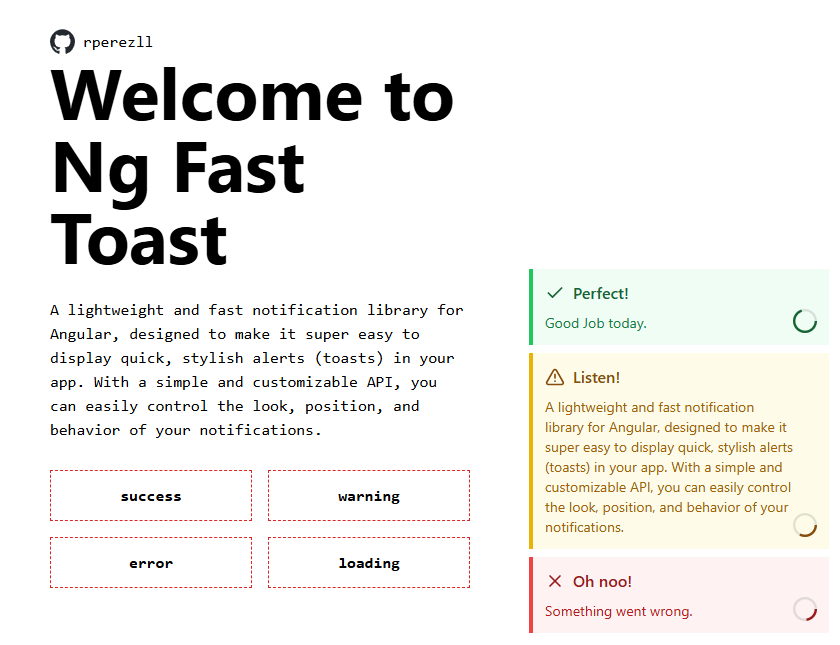 rperezll
Welcome to
Ng Fast
Toast
A lightweight and fast notification library for
Angular, designed to make it super easy to
display quick, stylish alerts (toasts) in your
app. With a simple and customizable API, you
can easily control the look, position, and
behavior of your notifications.
success
warning
error
loading
Perfect!
Good Job today.
Listen!
A lightweight and fast notification
library for Angular, designed to make it
super easy to display quick, stylish alerts
(toasts) in your app. With a simple and
customizable API, you can easily control
the look, position, and behavior of your
notifications.
Oh noo!
Something went wrong.